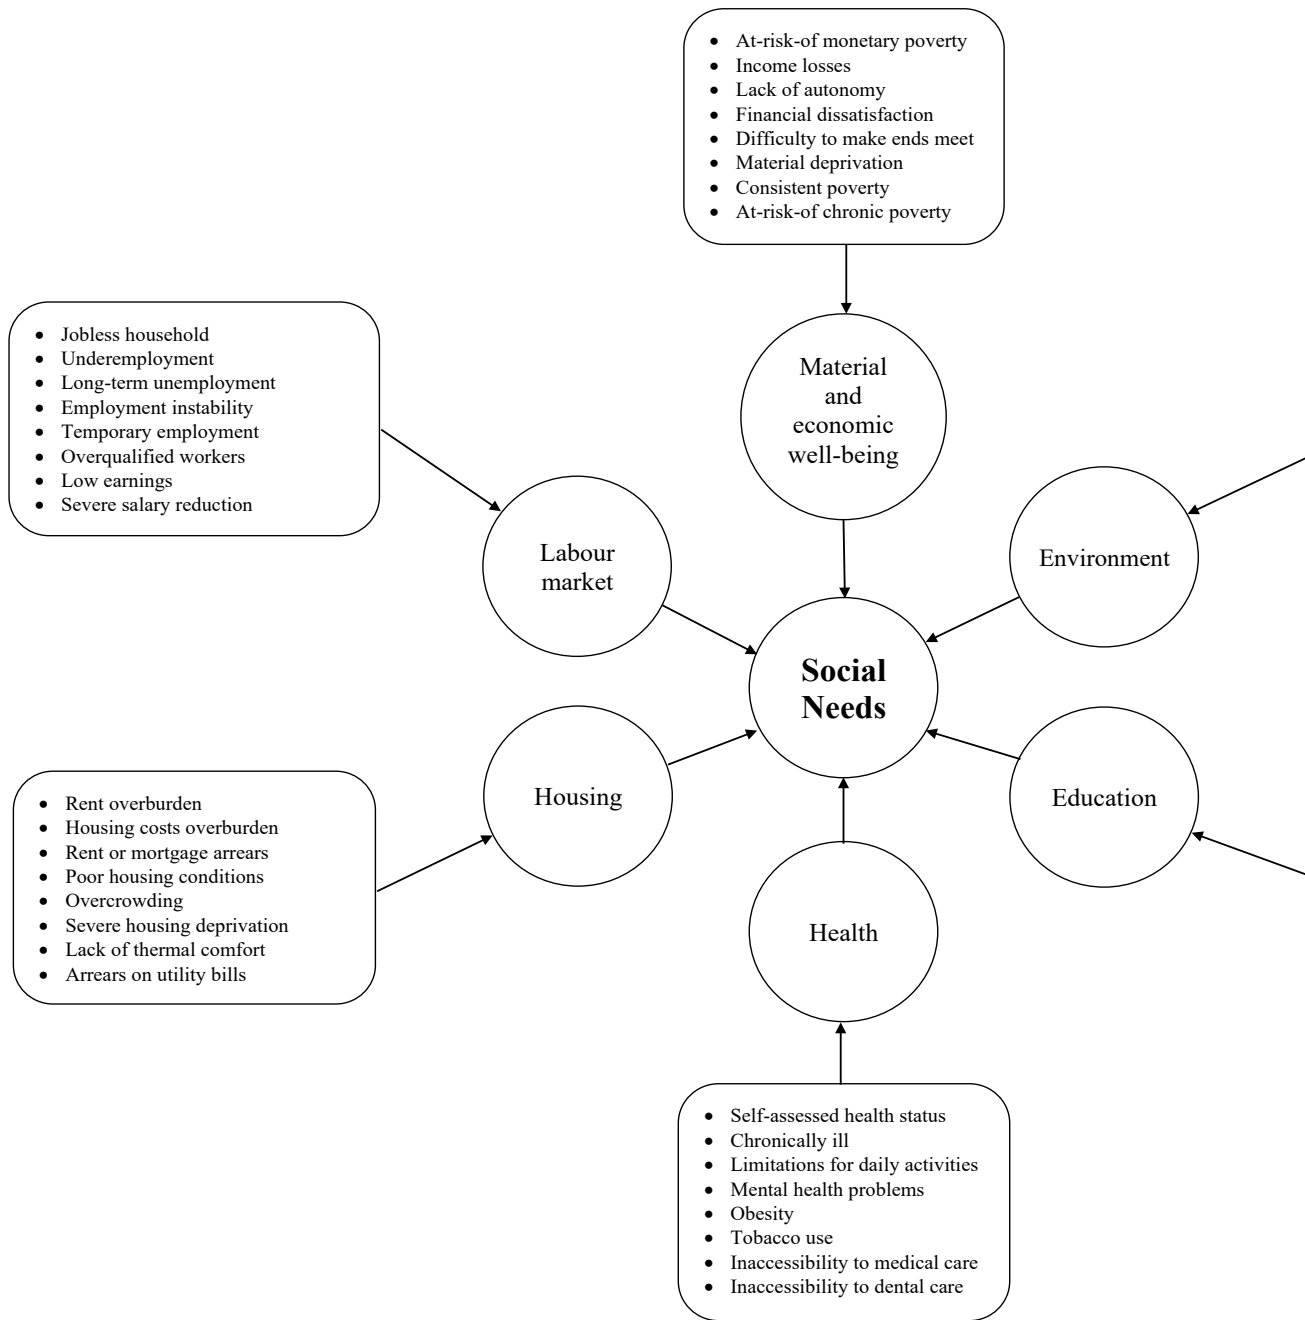 At-risk-of monetary poverty
Income losses
Lack of autonomy
Financial dissatisfaction
Difficulty to make ends meet
Material deprivation
Consistent poverty
At-risk-of chronic poverty
Jobless household
Underemployment
Long-term unemployment
Employment instability
Temporary employment
Overqualified workers
Low earnings
Severe salary reduction
Material
and
economic
well-being
Labour
market
Environment
Social
Needs
Housing
Education
Rent overburden
Housing costs overburden
Rent or mortgage arrears
Poor housing conditions
Overcrowding
Severe housing deprivation
Lack of thermal comfort
Arrears on utility bills
Health
Self-assessed health status
Chronically ill
Limitations for daily activities
Mental health problems
Obesity
Tobacco use
Inaccessibility to medical care
Inaccessibility to dental care